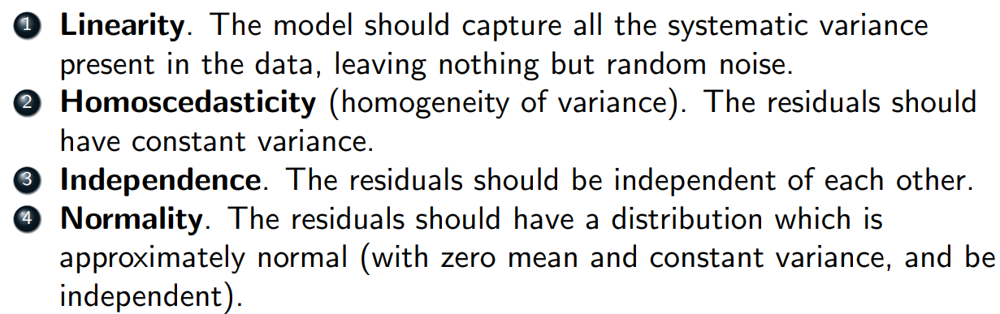 1 Linearity. The model should capture all the systematic variance
present in the data, leaving nothing but random noise.
2 Homoscedasticity (homogeneity of variance). The residuals should
have constant variance.
3 Independence. The residuals should be independent of each other.
4 Normality. The residuals should have a distribution which is
approximately normal (with zero mean and constant variance, and be
independent).